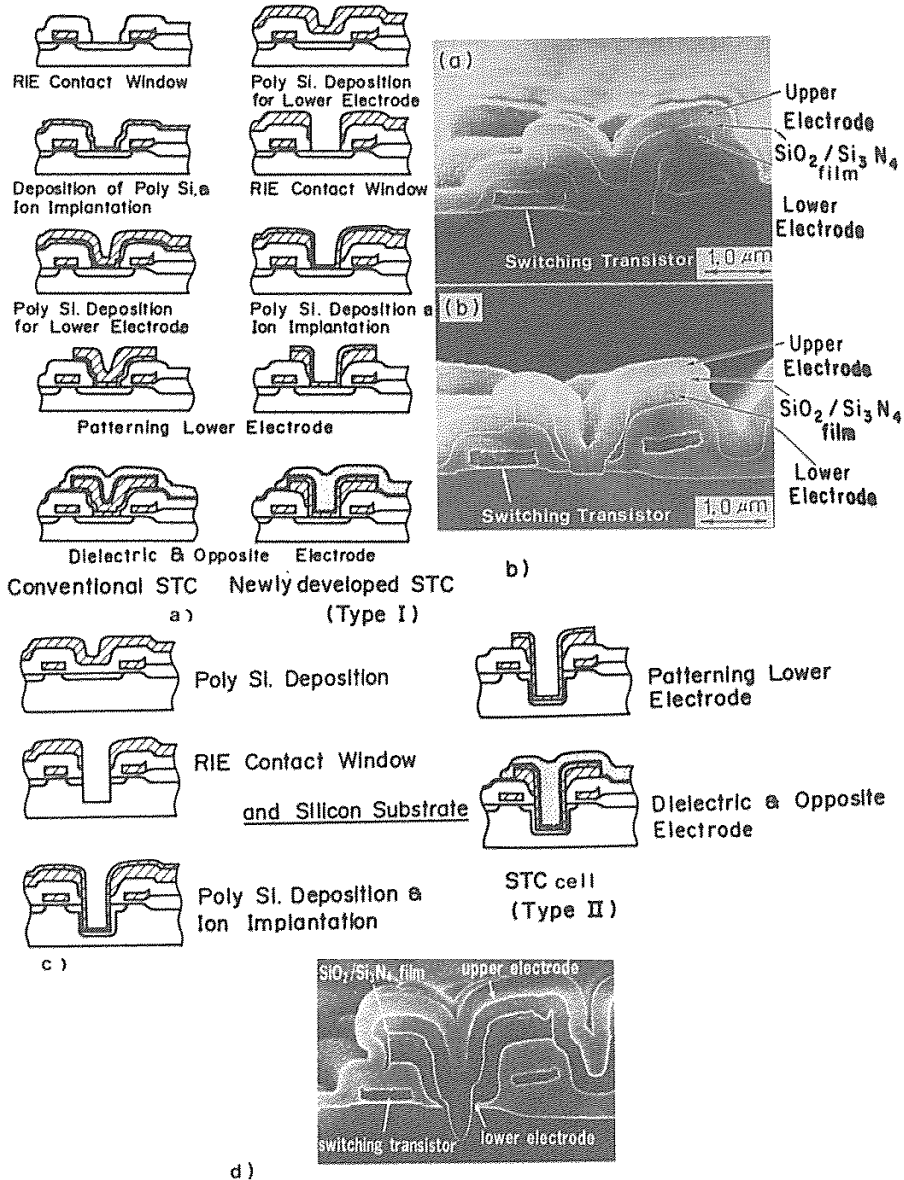 RIE Contact Window
Poly Si. Deposition
for Lower Electrode
Deposition of Poly Si. &
Ion Implantation
RIE Contact Window
Poly Si. Deposition
for Lower Electrode
Poly Si. Deposition &
Ion Implantation
Patterning Lower Electrode
Dielectric & Opposite Electrode
Conventional STC
Newly developed STC
(Type I)
a)
(a)
Upper
Electrode
SiO2/Si3N4
film
Lower
Electrode
Switching Transistor
1.0 μm
(b)
Upper
Electrode
SiO2/Si3N4
film
Lower
Electrode
Switching Transistor
1.0 μm
b)
Poly Si. Deposition
RIE Contact Window
and Silicon Substrate
Poly Si. Deposition &
Ion Implantation
c)
Patterning Lower
Electrode
Dielectric & Opposite
Electrode
STC cell
(Type II)
SiO2/Si3N4 film
upper electrode
switching transistor
lower electrode
d)